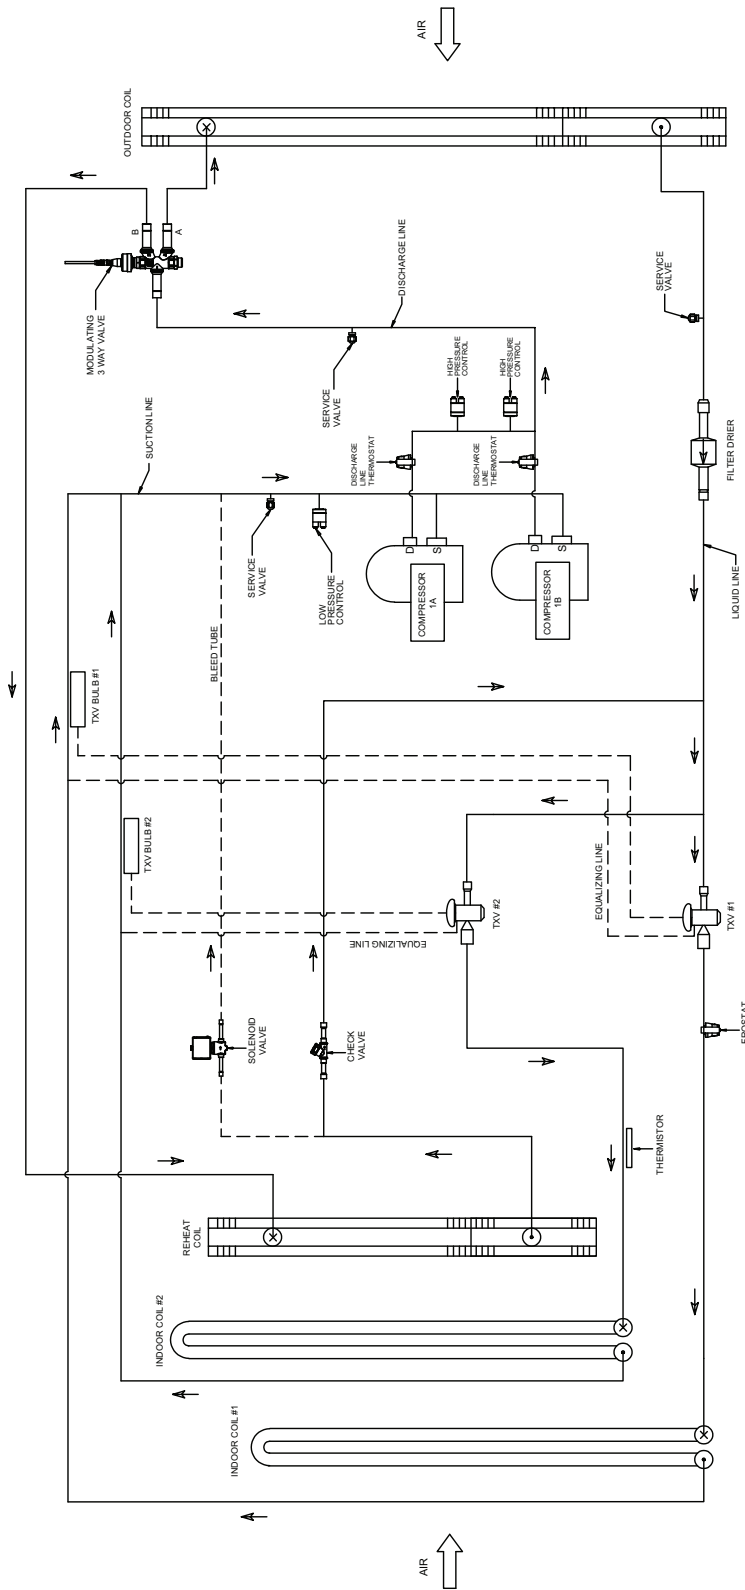 AIR
OUTDOOR COIL
B
A
MODULATING
3 WAY VALVE
DISCHARGE LINE
SERVICE
VALVE
SERVICE
VALVE
HIGH
PRESSURE
CONTROL
HIGH
PRESSURE
CONTROL
SUCTION LINE
DISCHARGE
LINE
THERMOSTAT
DISCHARGE
LINE
THERMOSTAT
FILTER DRIER
SERVICE
VALVE
LOW
PRESSURE
CONTROL
D
S
COMPRESSOR
1A
D
S
COMPRESSOR
1B
LIQUID LINE
BLEED TUBE
TXV BULB #1
TXV BULB #2
EQUALIZING LINE
TXV #2
EQUALIZING LINE
TXV #1
SOLENOID
VALVE
CHECK
VALVE
THERMISTOR
REHEAT
COIL
INDOOR COIL #2
INDOOR COIL #1
AIR